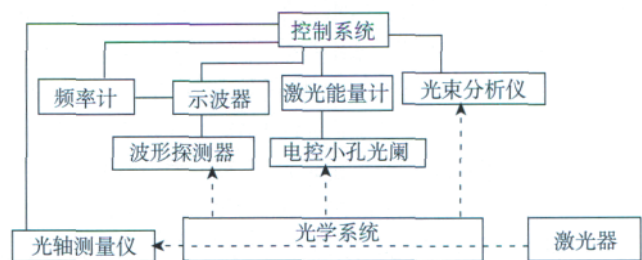 控制系统
频率计
示波器
激光能量计
光束分析仪
波形探测器
电控小孔光阑
光轴测量仪
光学系统
激光器